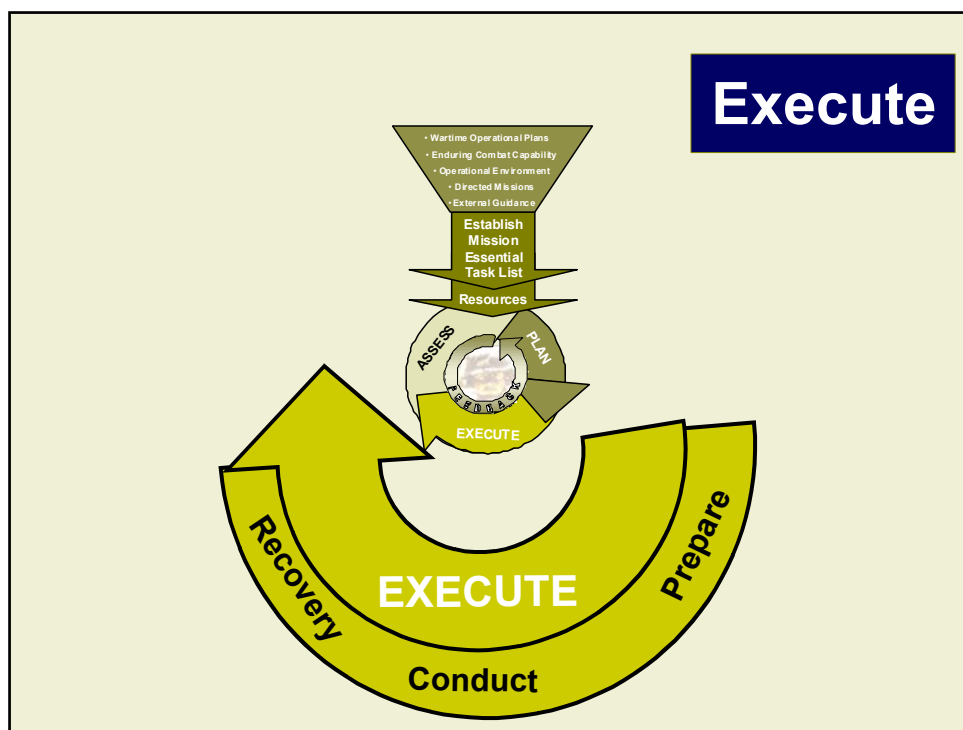 Execute
• Wartime Operational Plans
• Enduring Combat Capability
• Operational Environment
• Directed Missions
• External Guidance
Establish
Mission
Essential
Task List
Resources
ASSESS
PLAN
FEEDBACK
EXECUTE
EXECUTE
Recovery
Conduct
Prepare